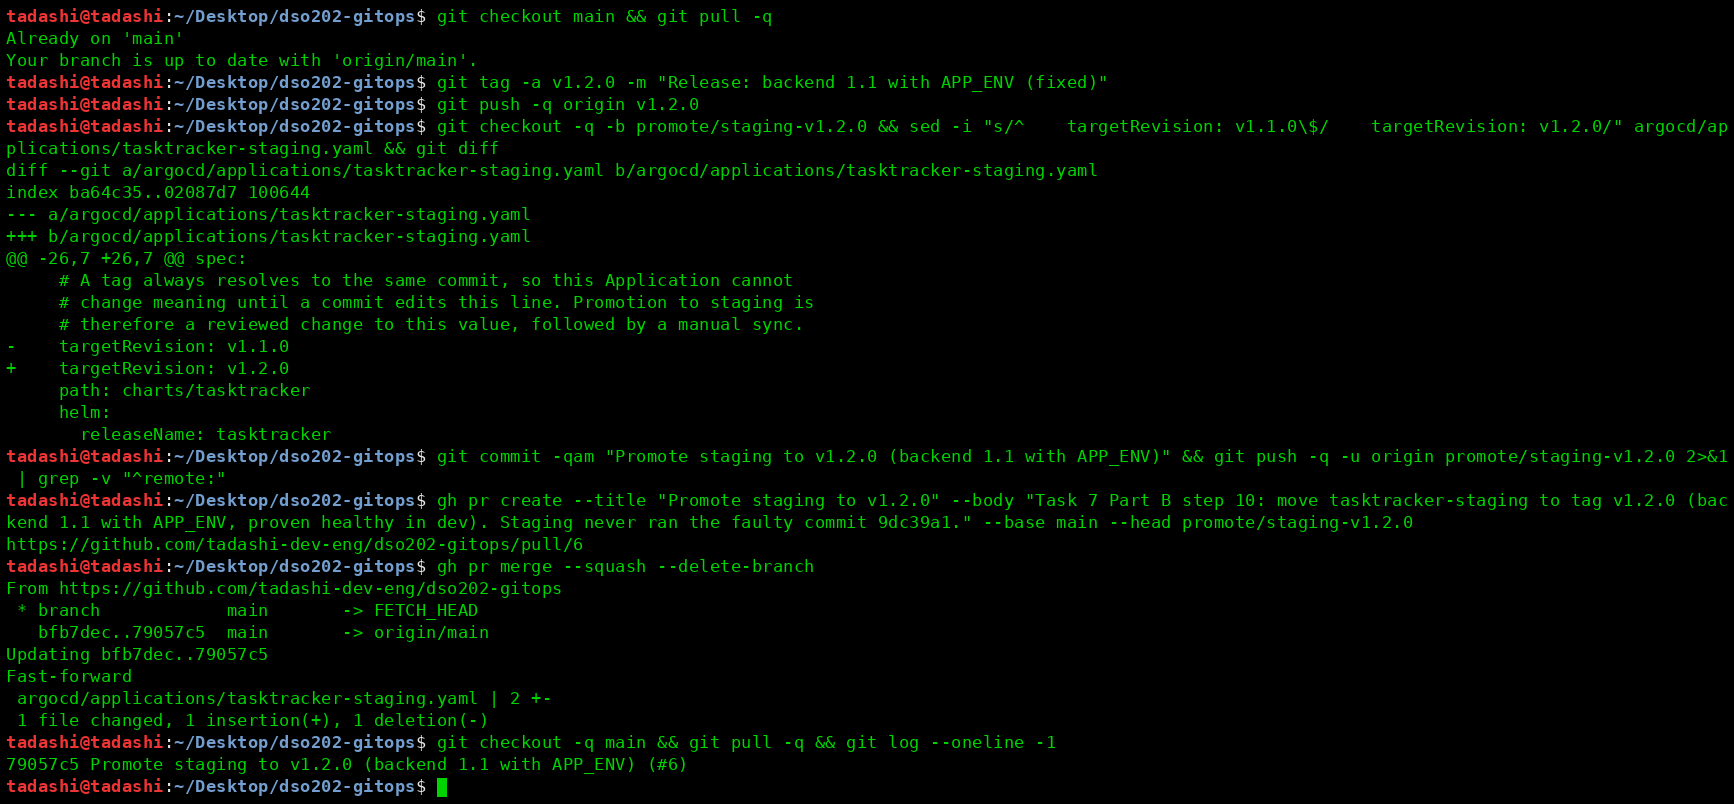 tadashi@tadashi:~/Desktop/dso202-gitops$ git checkout main && git pull -q
Already on 'main'
Your branch is up to date with 'origin/main'.
tadashi@tadashi:~/Desktop/dso202-gitops$ git tag -a v1.2.0 -m "Release: backend 1.1 with APP_ENV (fixed)"
tadashi@tadashi:~/Desktop/dso202-gitops$ git push -q origin v1.2.0
tadashi@tadashi:~/Desktop/dso202-gitops$ git checkout -q -b promote/staging-v1.2.0 && sed -i "s/^    targetRevision: v1.1.0\$/    targetRevision: v1.2.0/" argocd/ap
plications/tasktracker-staging.yaml && git diff
diff --git a/argocd/applications/tasktracker-staging.yaml b/argocd/applications/tasktracker-staging.yaml
index ba64c35..02087d7 100644
--- a/argocd/applications/tasktracker-staging.yaml
+++ b/argocd/applications/tasktracker-staging.yaml
@@ -26,7 +26,7 @@ spec:
     # A tag always resolves to the same commit, so this Application cannot
     # change meaning until a commit edits this line. Promotion to staging is
     # therefore a reviewed change to this value, followed by a manual sync.
-    targetRevision: v1.1.0
+    targetRevision: v1.2.0
     path: charts/tasktracker
     helm:
       releaseName: tasktracker
tadashi@tadashi:~/Desktop/dso202-gitops$ git commit -qam "Promote staging to v1.2.0 (backend 1.1 with APP_ENV)" && git push -q -u origin promote/staging-v1.2.0 2>&1
 | grep -v "^remote:"
tadashi@tadashi:~/Desktop/dso202-gitops$ gh pr create --title "Promote staging to v1.2.0" --body "Task 7 Part B step 10: move tasktracker-staging to tag v1.2.0 (bac
kend 1.1 with APP_ENV, proven healthy in dev). Staging never ran the faulty commit 9dc39a1." --base main --head promote/staging-v1.2.0
https://github.com/tadashi-dev-eng/dso202-gitops/pull/6
tadashi@tadashi:~/Desktop/dso202-gitops$ gh pr merge --squash --delete-branch
From https://github.com/tadashi-dev-eng/dso202-gitops
 * branch            main       -> FETCH_HEAD
   bfb7dec..79057c5  main       -> origin/main
Updating bfb7dec..79057c5
Fast-forward
 argocd/applications/tasktracker-staging.yaml | 2 +-
 1 file changed, 1 insertion(+), 1 deletion(-)
tadashi@tadashi:~/Desktop/dso202-gitops$ git checkout -q main && git pull -q && git log --oneline -1
79057c5 Promote staging to v1.2.0 (backend 1.1 with APP_ENV) (#6)
tadashi@tadashi:~/Desktop/dso202-gitops$